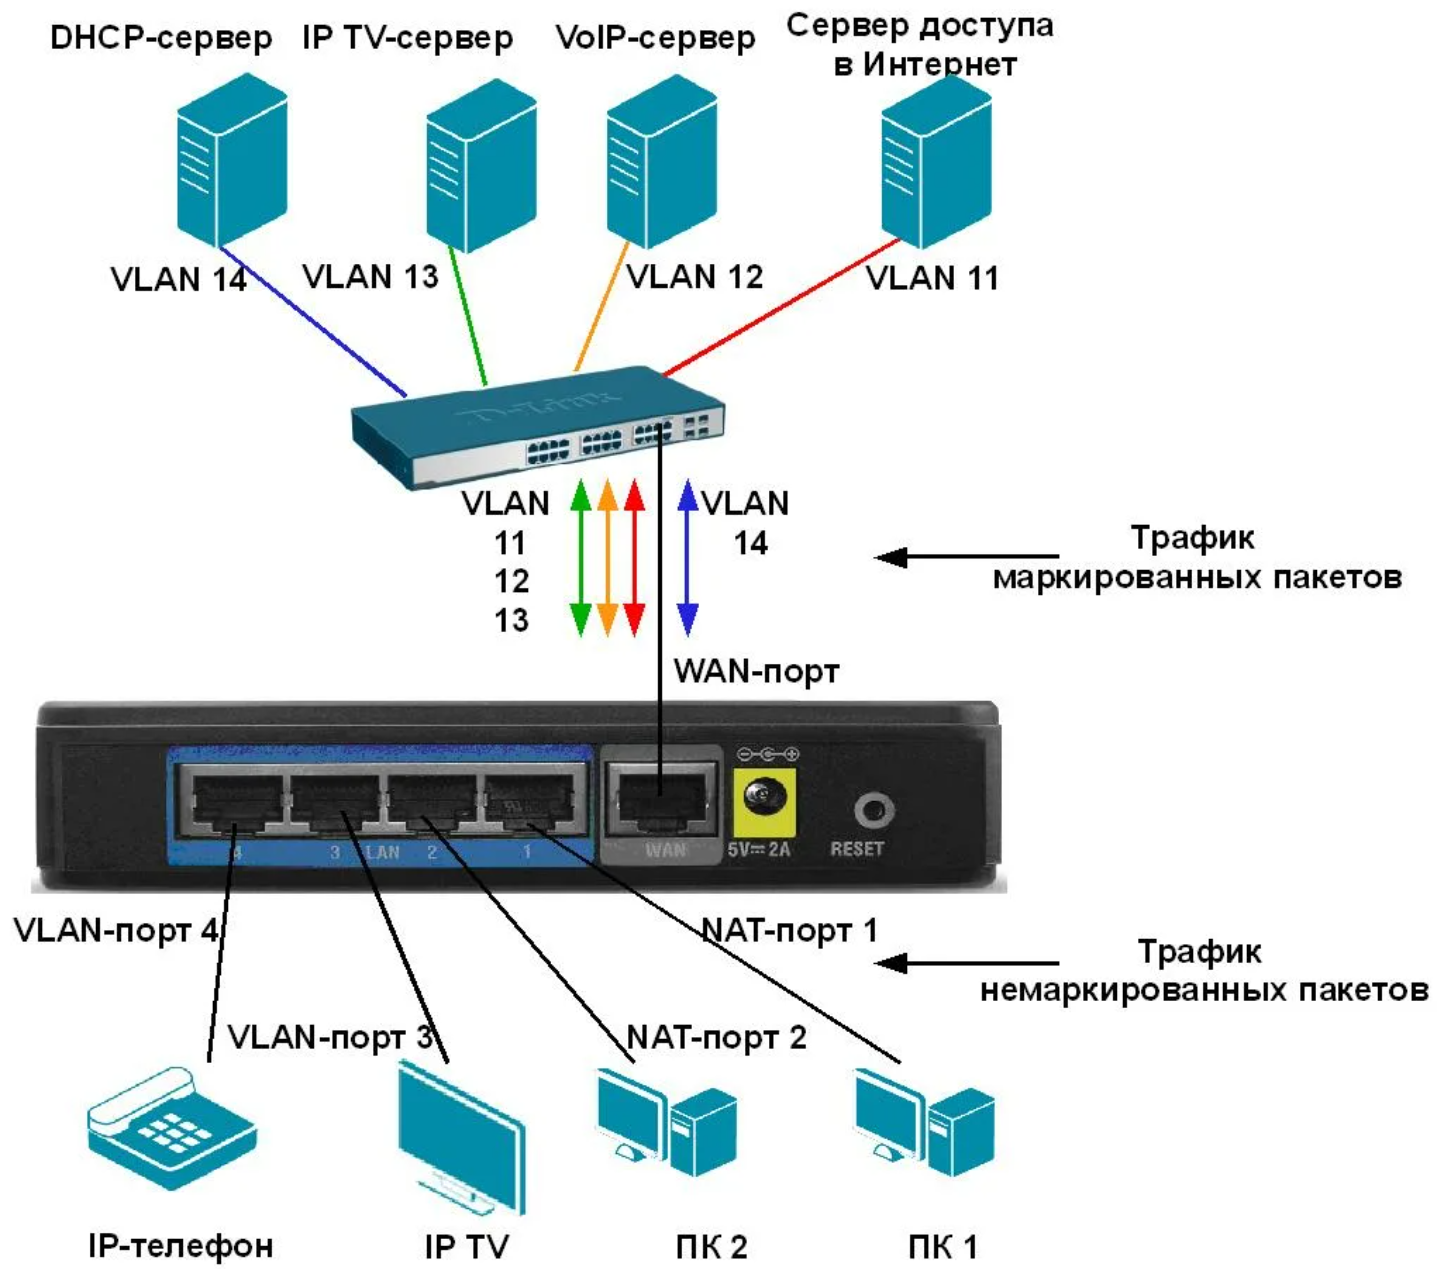 DHCP-сервер
IP TV-сервер
VoIP-сервер
Сервер доступа
в Интернет
VLAN 14
VLAN 13
VLAN 12
VLAN 11
D-Link
VLAN
11
12
13
VLAN
14
Трафик
маркированных пакетов
WAN-порт
4
3
LAN
2
1
WAN
5V 2A
RESET
VLAN-порт 4
NAT-порт 1
Трафик
немаркированных пакетов
VLAN-порт 3
NAT-порт 2
IP-телефон
IP TV
ПК 2
ПК 1